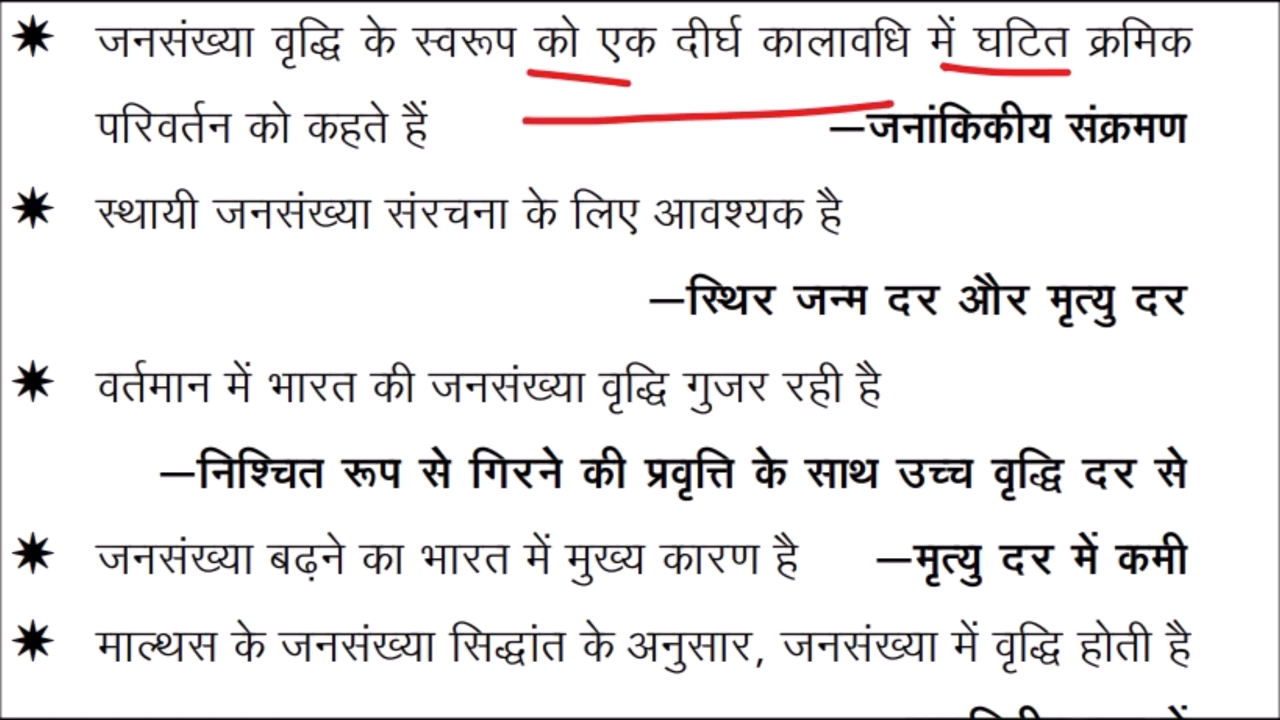 ✷ जनसंख्या वृद्धि के स्वरूप को एक दीर्घ कालावधि में घटित क्रमिक
परिवर्तन को कहते हैं —जनांकिकीय संक्रमण
✷ स्थायी जनसंख्या संरचना के लिए आवश्यक है
—स्थिर जन्म दर और मृत्यु दर
✷ वर्तमान में भारत की जनसंख्या वृद्धि गुजर रही है
—निश्चित रूप से गिरने की प्रवृत्ति के साथ उच्च वृद्धि दर से
✷ जनसंख्या बढ़ने का भारत में मुख्य कारण है —मृत्यु दर में कमी
✷ माल्थस के जनसंख्या सिद्धांत के अनुसार, जनसंख्या में वृद्धि होती है